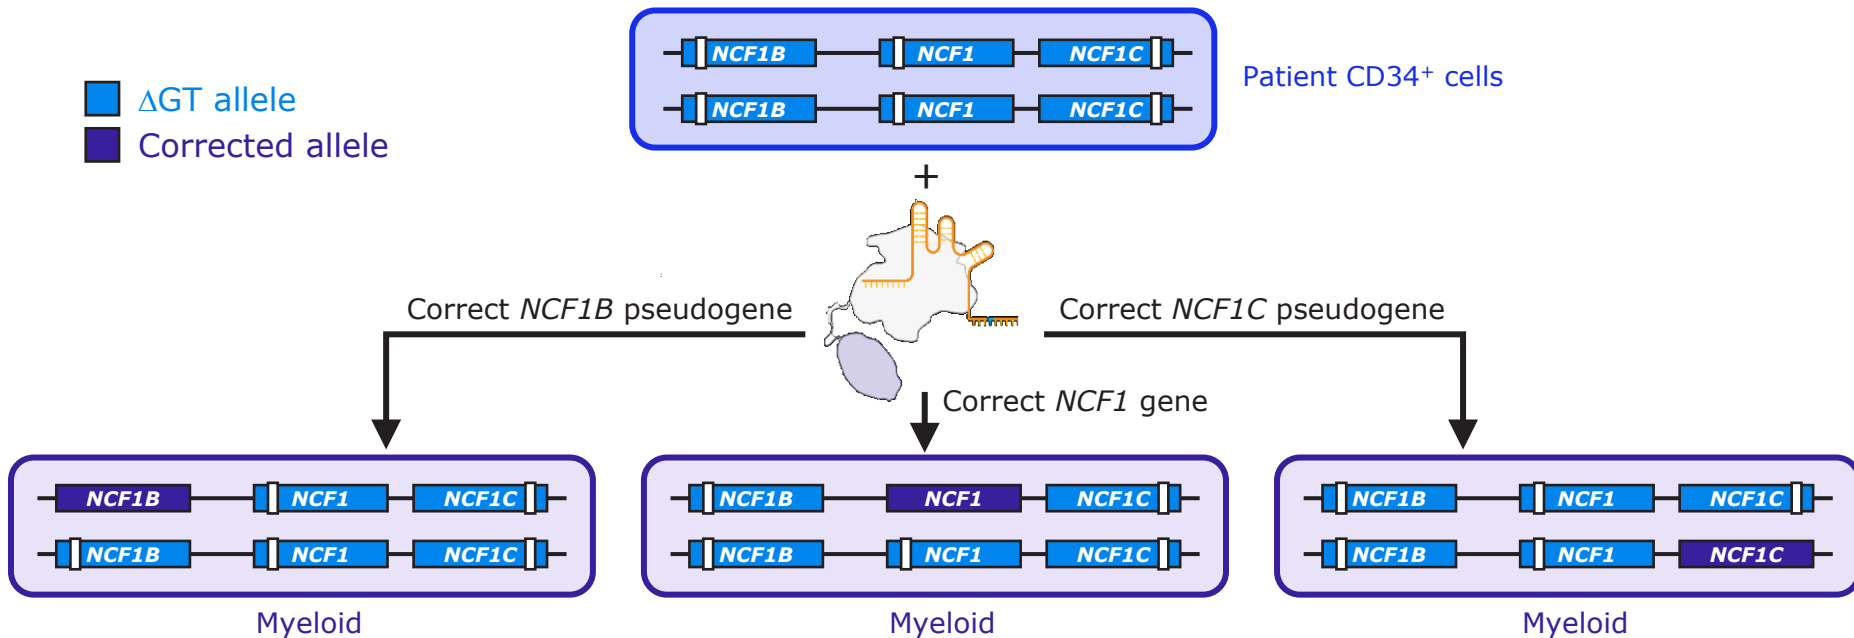 NCF1B NCF1 NCF1C
NCF1B NCF1 NCF1C
Patient CD34⁺ cells
ΔGT allele
Corrected allele
+
Correct NCF1B pseudogene
Correct NCF1C pseudogene
Correct NCF1 gene
NCF1B NCF1 NCF1C
NCF1B NCF1 NCF1C
Myeloid
NCF1B NCF1 NCF1C
NCF1B NCF1 NCF1C
Myeloid
NCF1B NCF1 NCF1C
NCF1B NCF1 NCF1C
Myeloid